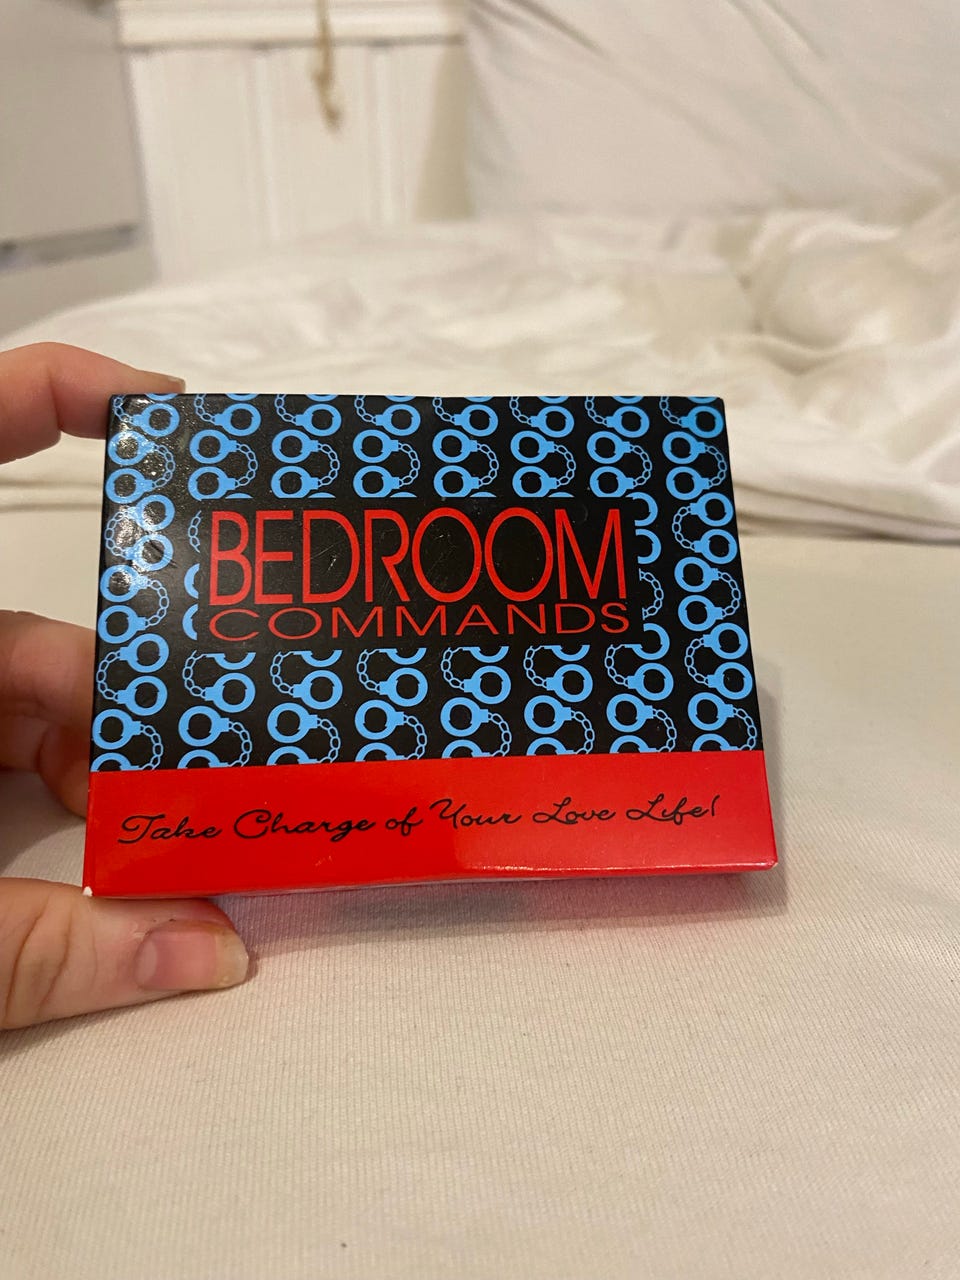 BEDROOM
COMMANDS
Take Charge of Your Love Life!